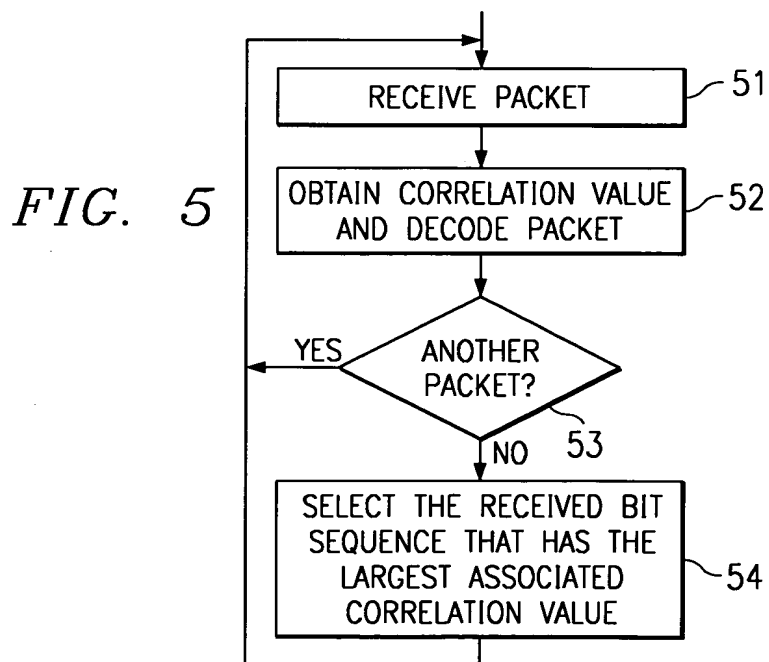 RECEIVE PACKET
51
OBTAIN CORRELATION VALUE
AND DECODE PACKET
52
FIG. 5
YES
ANOTHER
PACKET?
53
NO
SELECT THE RECEIVED BIT
SEQUENCE THAT HAS THE
LARGEST ASSOCIATED
CORRELATION VALUE
54